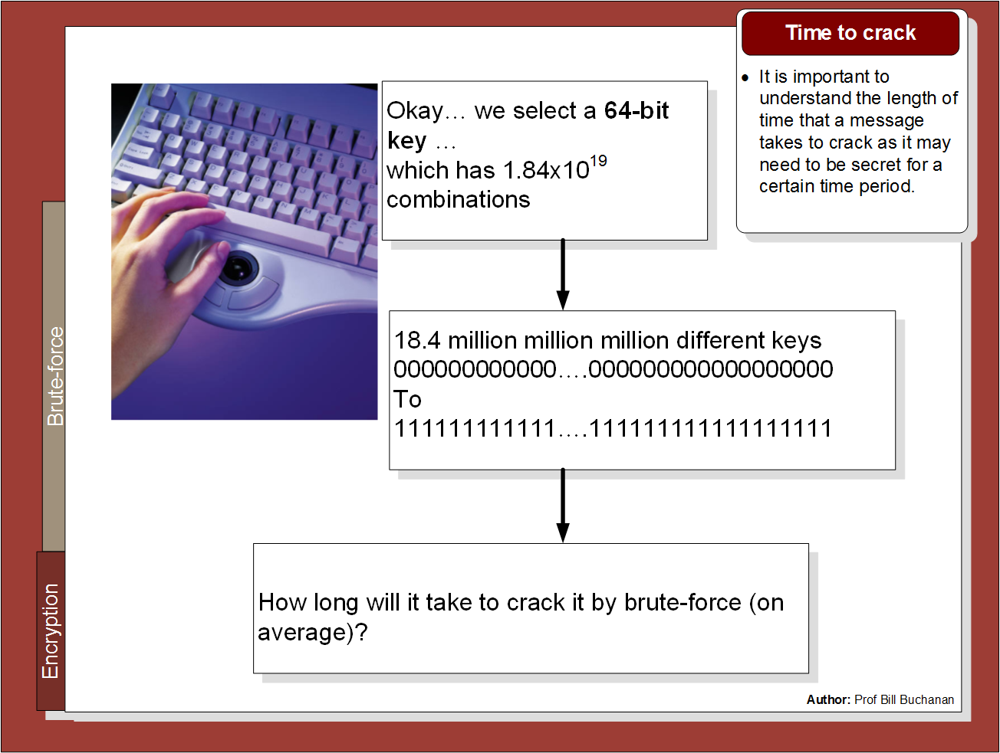 Time to crack
• It is important to
understand the length of
time that a message
takes to crack as it may
need to be secret for a
certain time period.
Okay… we select a 64-bit
key …
which has 1.84x10¹⁹
combinations
18.4 million million million different keys
000000000000….000000000000000000
To
111111111111….111111111111111111
How long will it take to crack it by brute-force (on
average)?
Brute-force
Encryption
Author: Prof Bill Buchanan